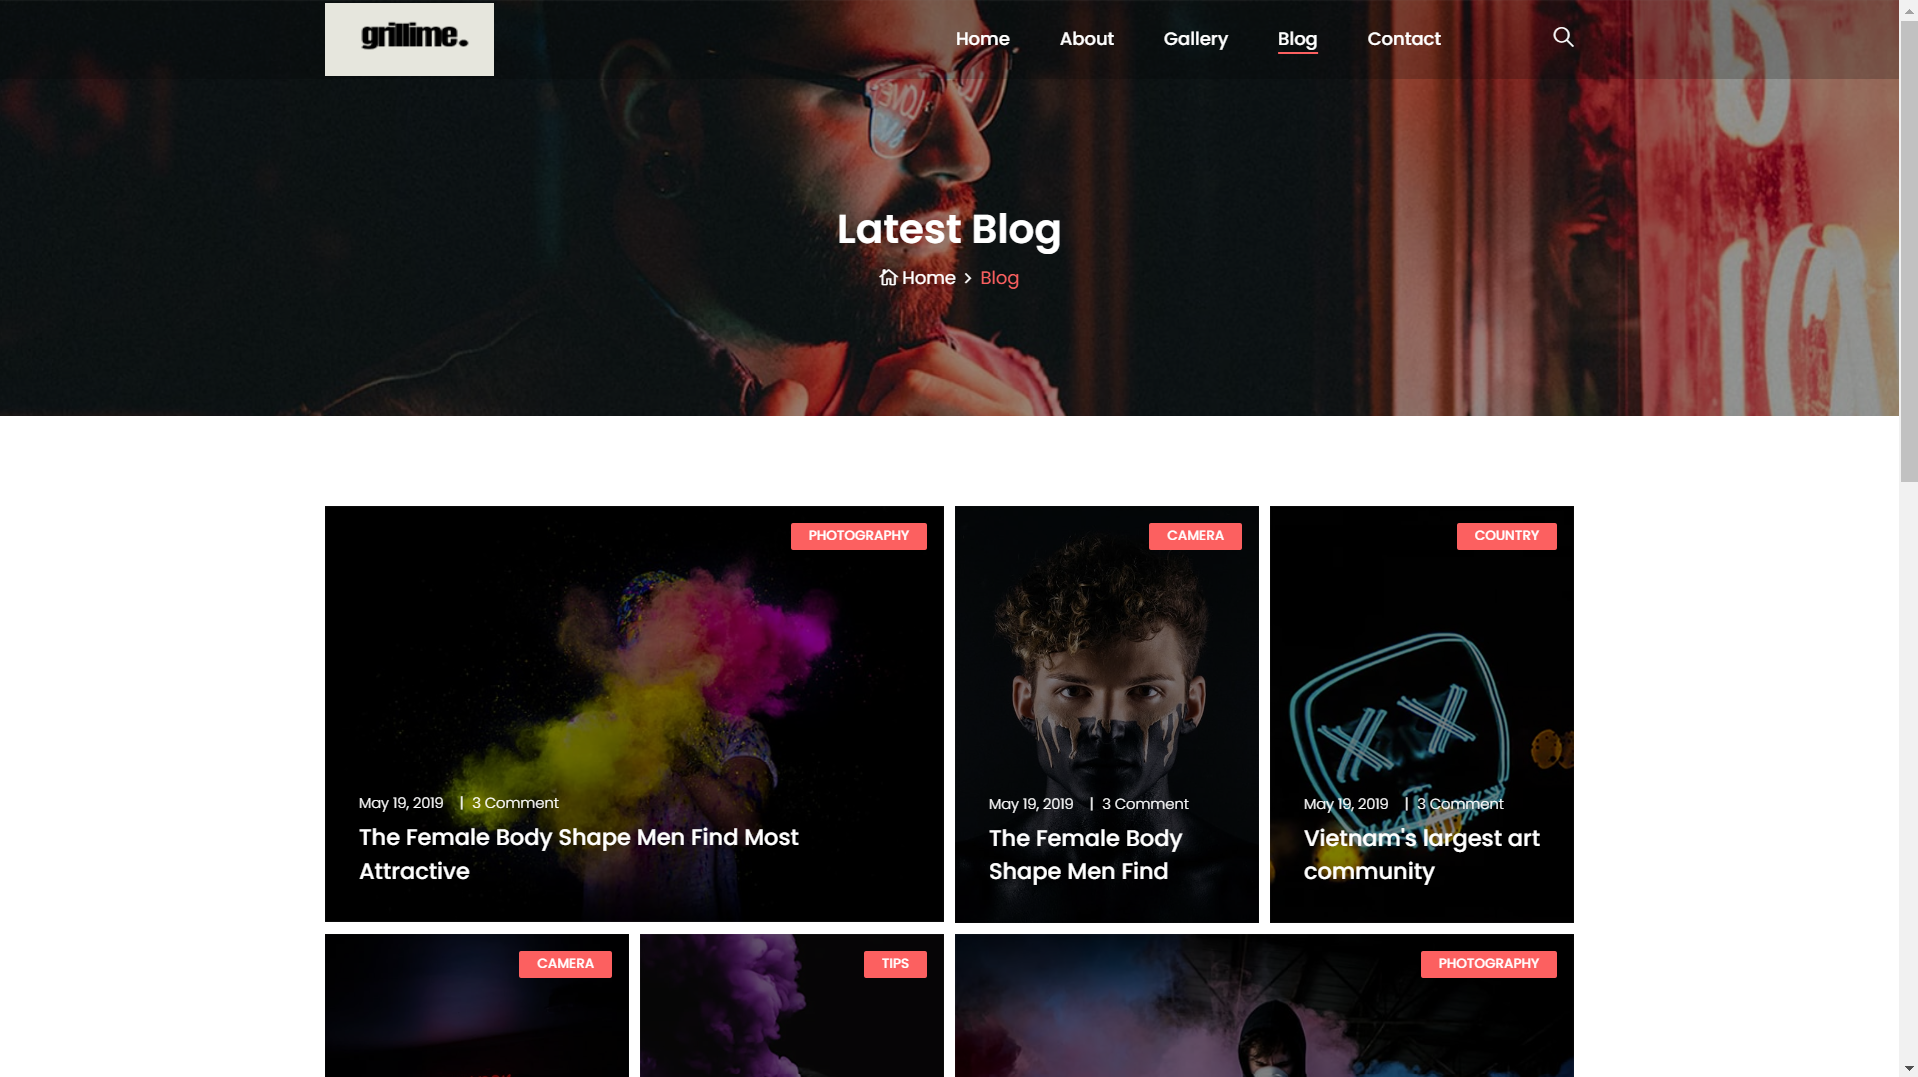 grillime.
Home
About
Gallery
Blog
Contact
Latest Blog
Home > Blog
PHOTOGRAPHY
May 19, 2019 | 3 Comment
The Female Body Shape Men Find Most
Attractive
CAMERA
May 19, 2019 | 3 Comment
The Female Body
Shape Men Find
COUNTRY
May 19, 2019 | 3 Comment
Vietnam's largest art
community
CAMERA
TIPS
PHOTOGRAPHY